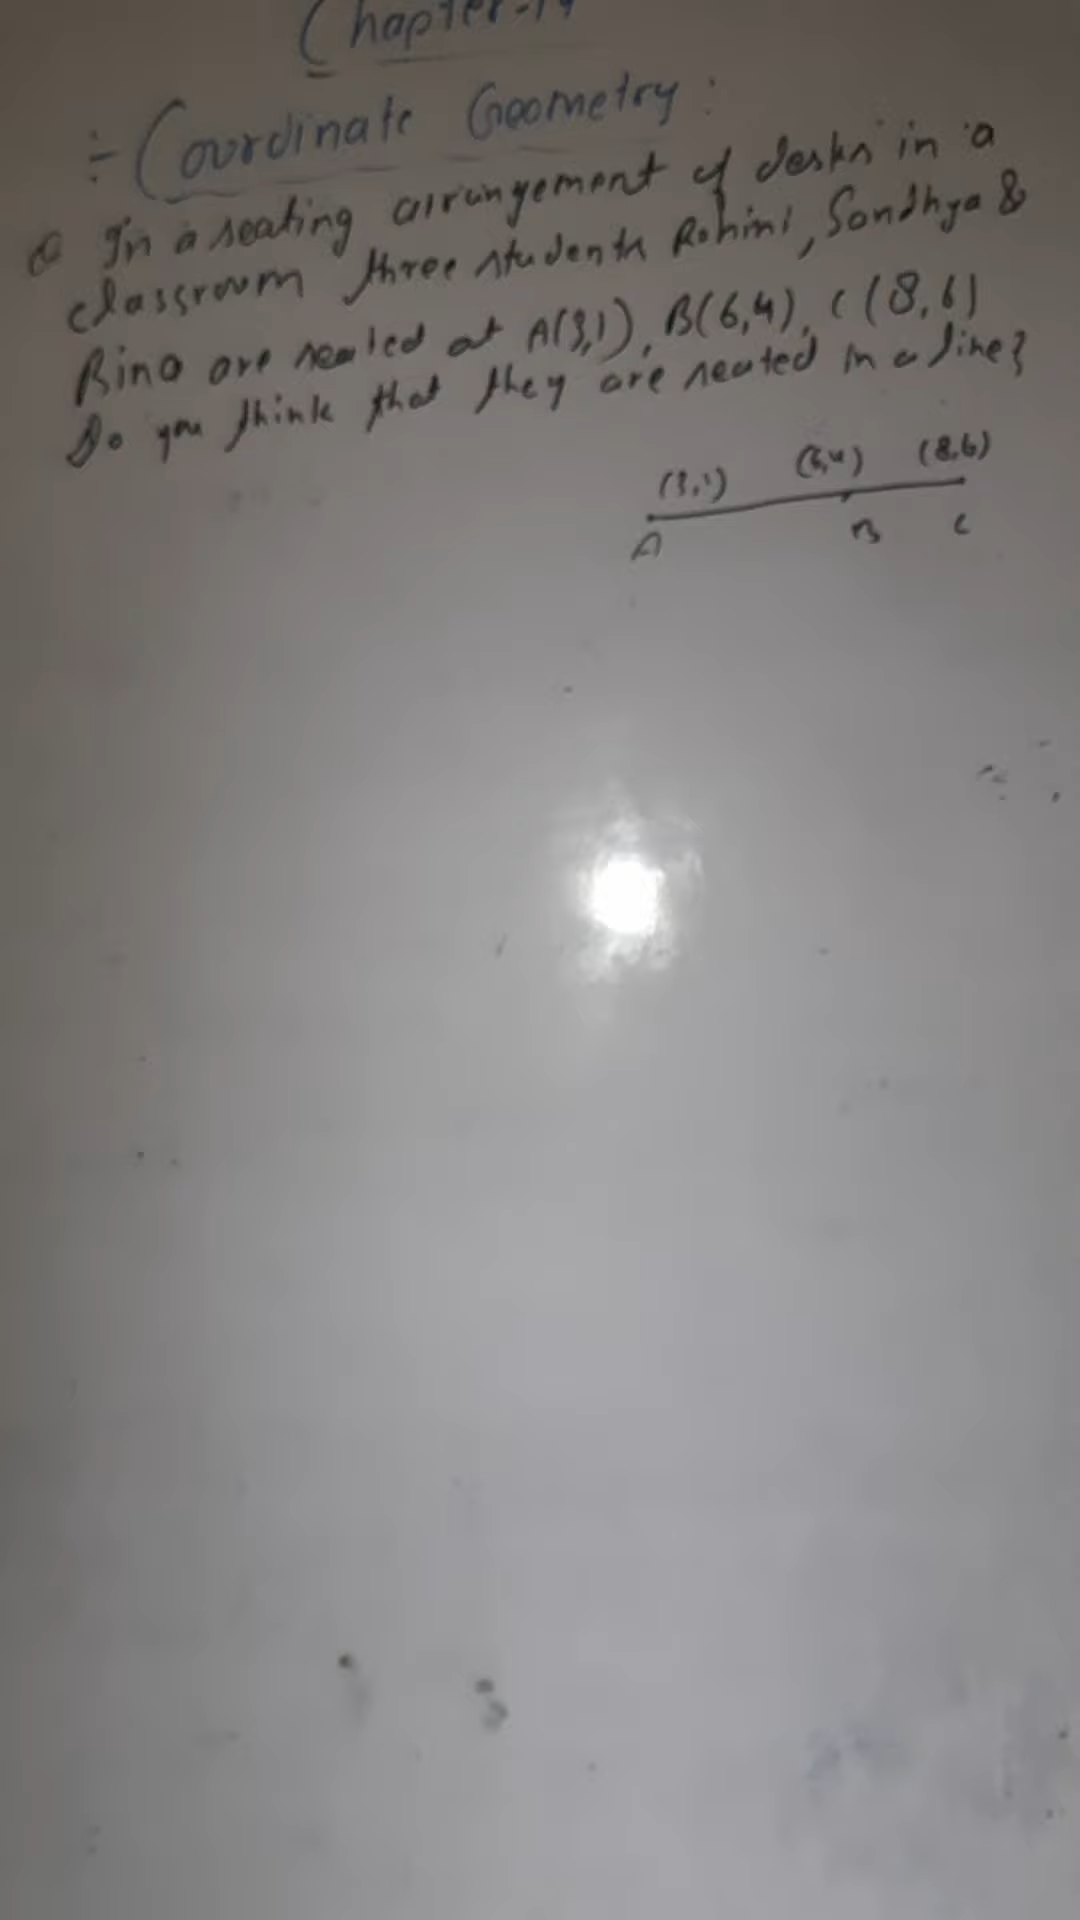 Chapter-14
÷ Coordinate Geometry:
Q In a seating arrangement of desks in a
classroom three students Rohini, Sandhya &
Bina are seated at A(3,1), B(6,4), C(8,6)
Do you think that they are seated in a line?
(3,1) (6,4) (8,6)
A B C